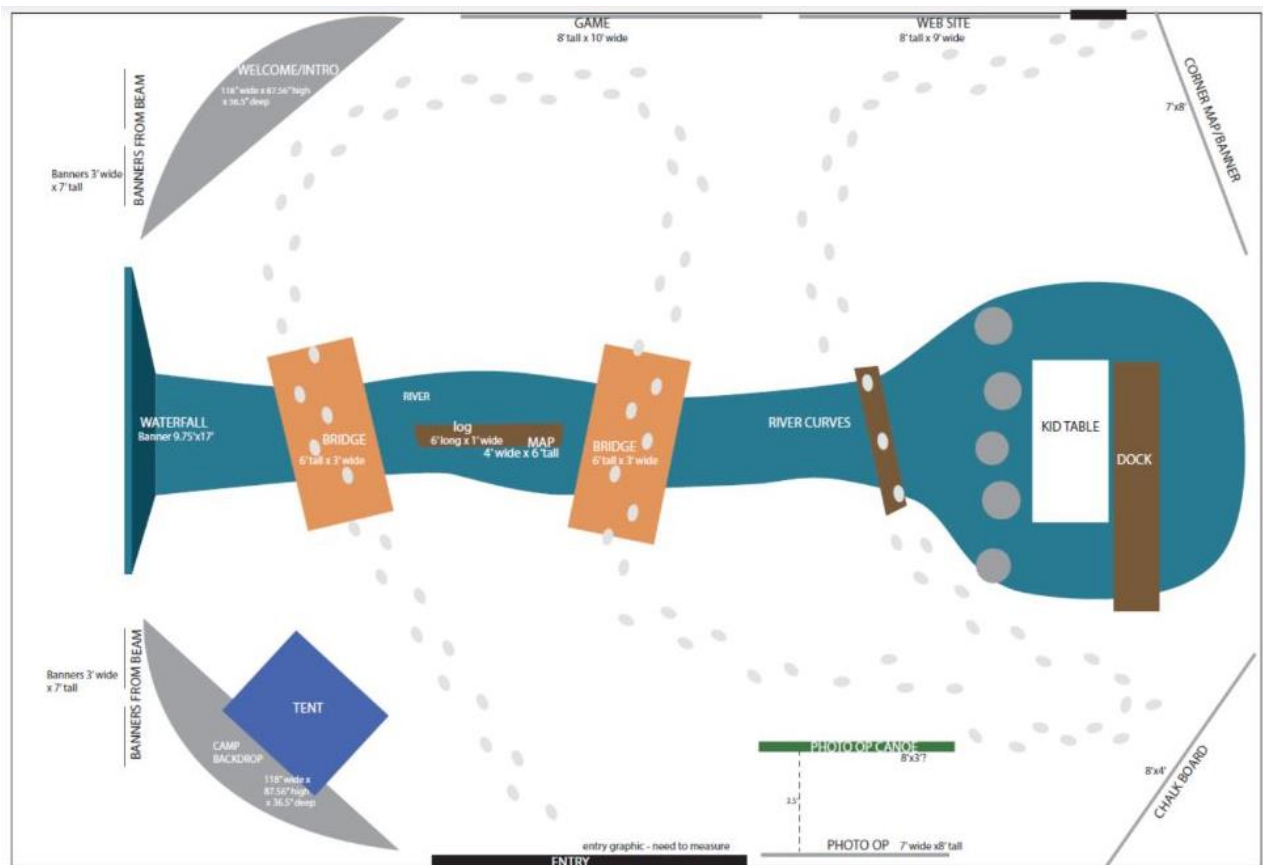 GAME
8' tall x 10' wide
WEB SITE
8' tall x 9' wide
WELCOME/INTRO
118" wide x 87.56" high
x 36.5" deep
BANNERS FROM BEAM
Banners 3' wide
x 7' tall
CORNER MAP/BANNER
7'x8'
WATERFALL
Banner 9.75'x17'
BRIDGE
6' tall x 3' wide
RIVER
log
6' long x 1' wide
MAP
4' wide x 6' tall
BRIDGE
6' tall x 3' wide
RIVER CURVES
KID TABLE
DOCK
BANNERS FROM BEAM
Banners 3' wide
x 7' tall
TENT
CAMP
BACKDROP
118" wide x
87.56" high
x 36.5" deep
PHOTO OP CANOE
8'x3'?
3.5'
8'x4'
CHALK BOARD
entry graphic - need to measure
ENTRY
PHOTO OP 7' wide x8' tall